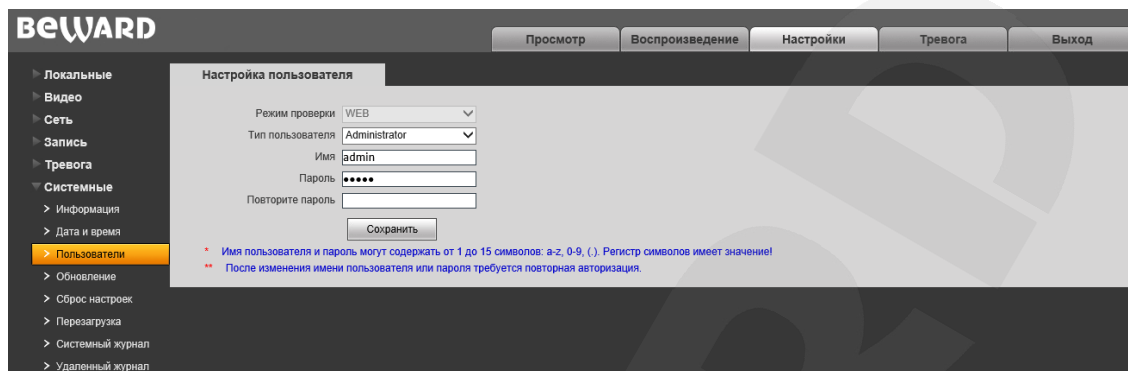 BEWARD
Просмотр Воспроизведение Настройки Тревога Выход
Локальные
Видео
Сеть
Запись
Тревога
Системные
Информация
Дата и время
Пользователи
Обновление
Сброс настроек
Перезагрузка
Системный журнал
Удаленный журнал
Настройка пользователя
Режим проверки WEB
Тип пользователя Administrator
Имя admin
Пароль •••••
Повторите пароль
Сохранить
* Имя пользователя и пароль могут содержать от 1 до 15 символов: a-z, 0-9, (.). Регистр символов имеет значение!
** После изменения имени пользователя или пароля требуется повторная авторизация.